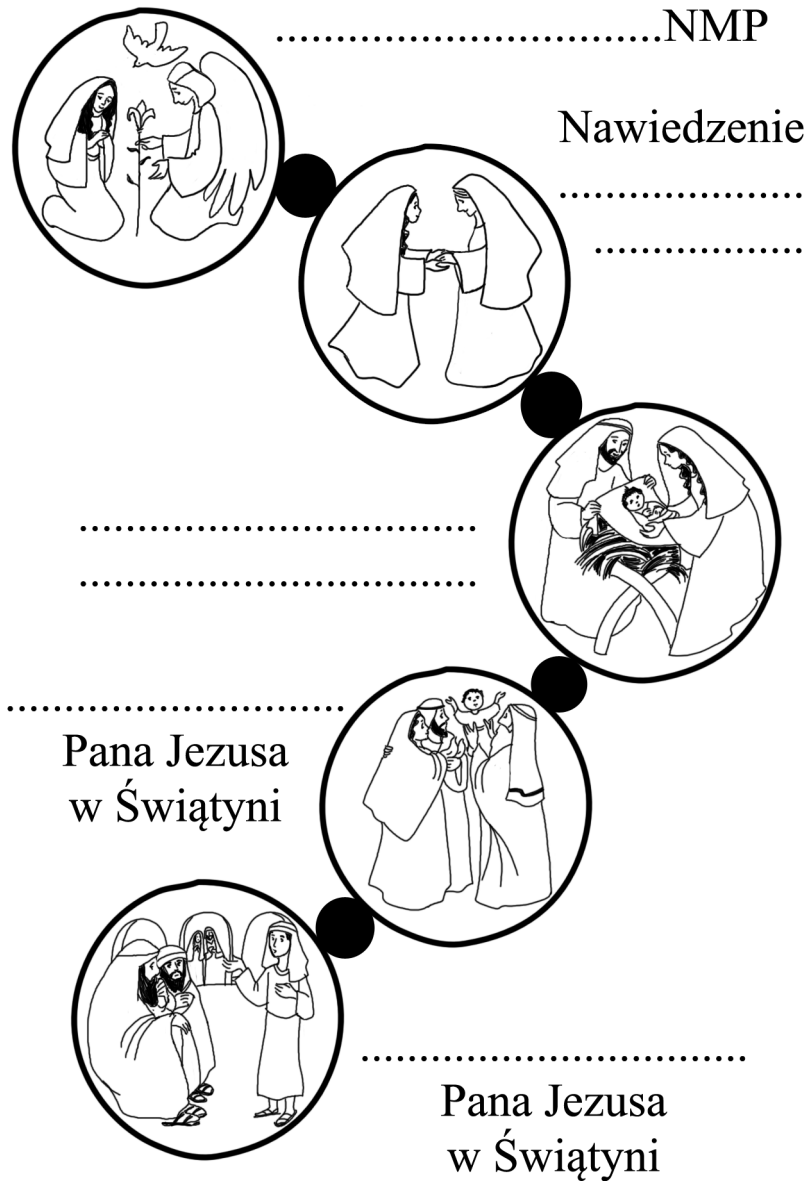 ................................NMP
Nawiedzenie
.....................
..................
.................................
.................................
............................
Pana Jezusa
w Świątyni
................................
Pana Jezusa
w Świątyni